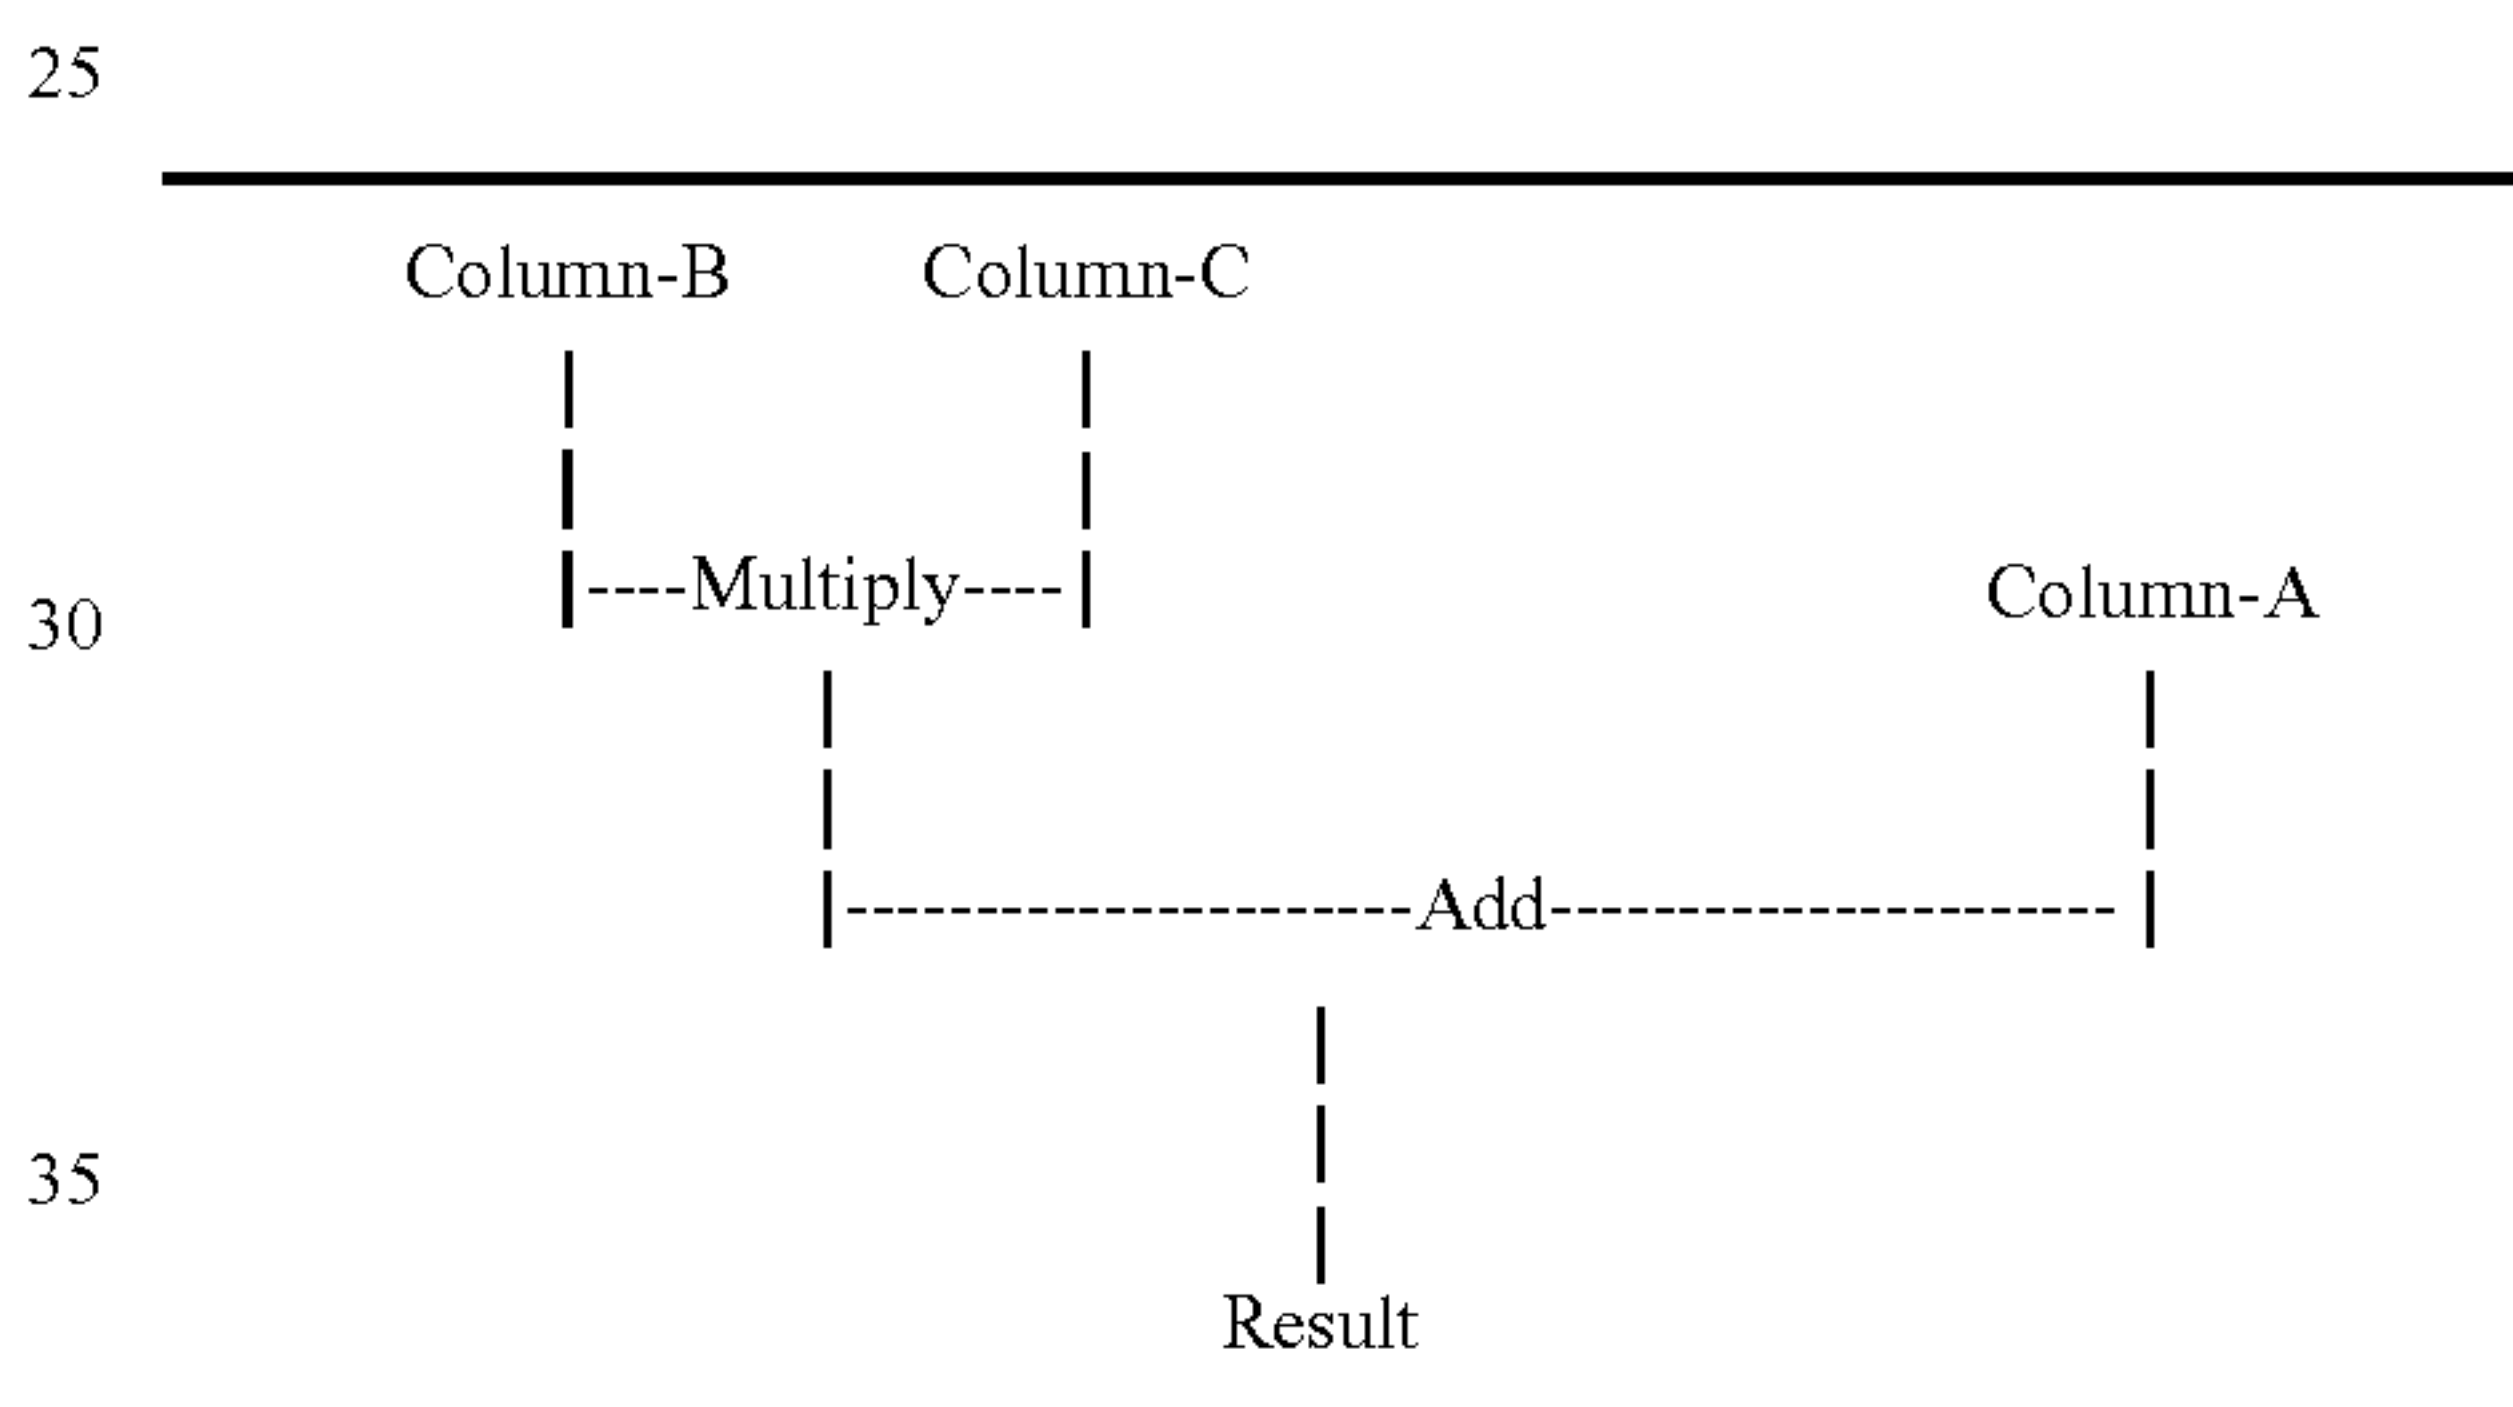 25
Column-B Column-C
|----Multiply----| Column-A
30
|----------------------Add----------------------|
35
Result